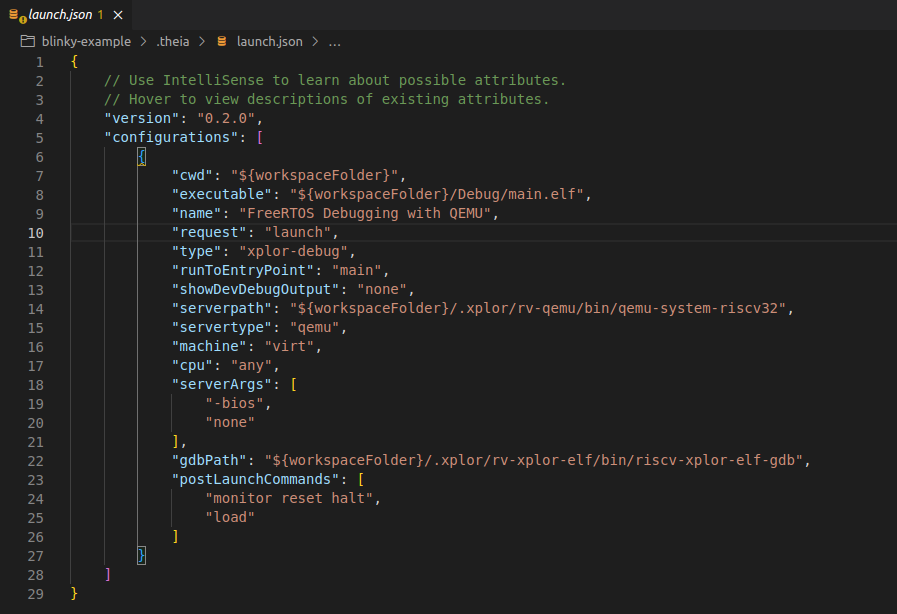 launch.json 1 ×
blinky-example > .theia > launch.json > ...
1 {
2 // Use IntelliSense to learn about possible attributes.
3 // Hover to view descriptions of existing attributes.
4 "version": "0.2.0",
5 "configurations": [
6 {
7 "cwd": "${workspaceFolder}",
8 "executable": "${workspaceFolder}/Debug/main.elf",
9 "name": "FreeRTOS Debugging with QEMU",
10 "request": "launch",
11 "type": "xplor-debug",
12 "runToEntryPoint": "main",
13 "showDevDebugOutput": "none",
14 "serverpath": "${workspaceFolder}/.xplor/rv-qemu/bin/qemu-system-riscv32",
15 "servertype": "qemu",
16 "machine": "virt",
17 "cpu": "any",
18 "serverArgs": [
19 "-bios",
20 "none"
21 ],
22 "gdbPath": "${workspaceFolder}/.xplor/rv-xplor-elf/bin/riscv-xplor-elf-gdb",
23 "postLaunchCommands": [
24 "monitor reset halt",
25 "load"
26 ]
27 }
28 ]
29 }